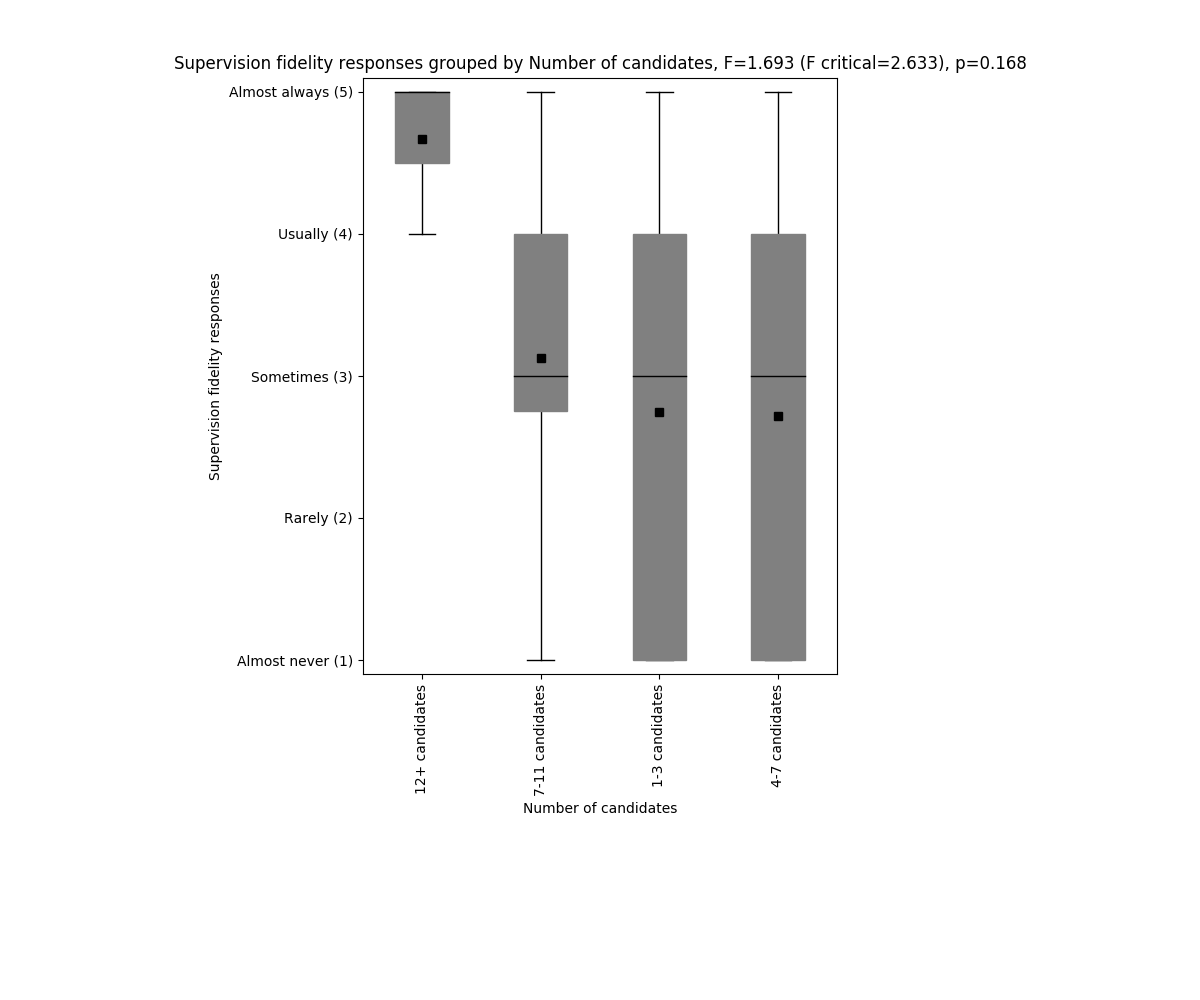 Supervision fidelity responses grouped by Number of candidates, F=1.693 (F critical=2.633), p=0.168
Almost always (5)
Usually (4)
Sometimes (3)
Rarely (2)
Almost never (1)
Supervision fidelity responses
12+ candidates
7-11 candidates
1-3 candidates
4-7 candidates
Number of candidates